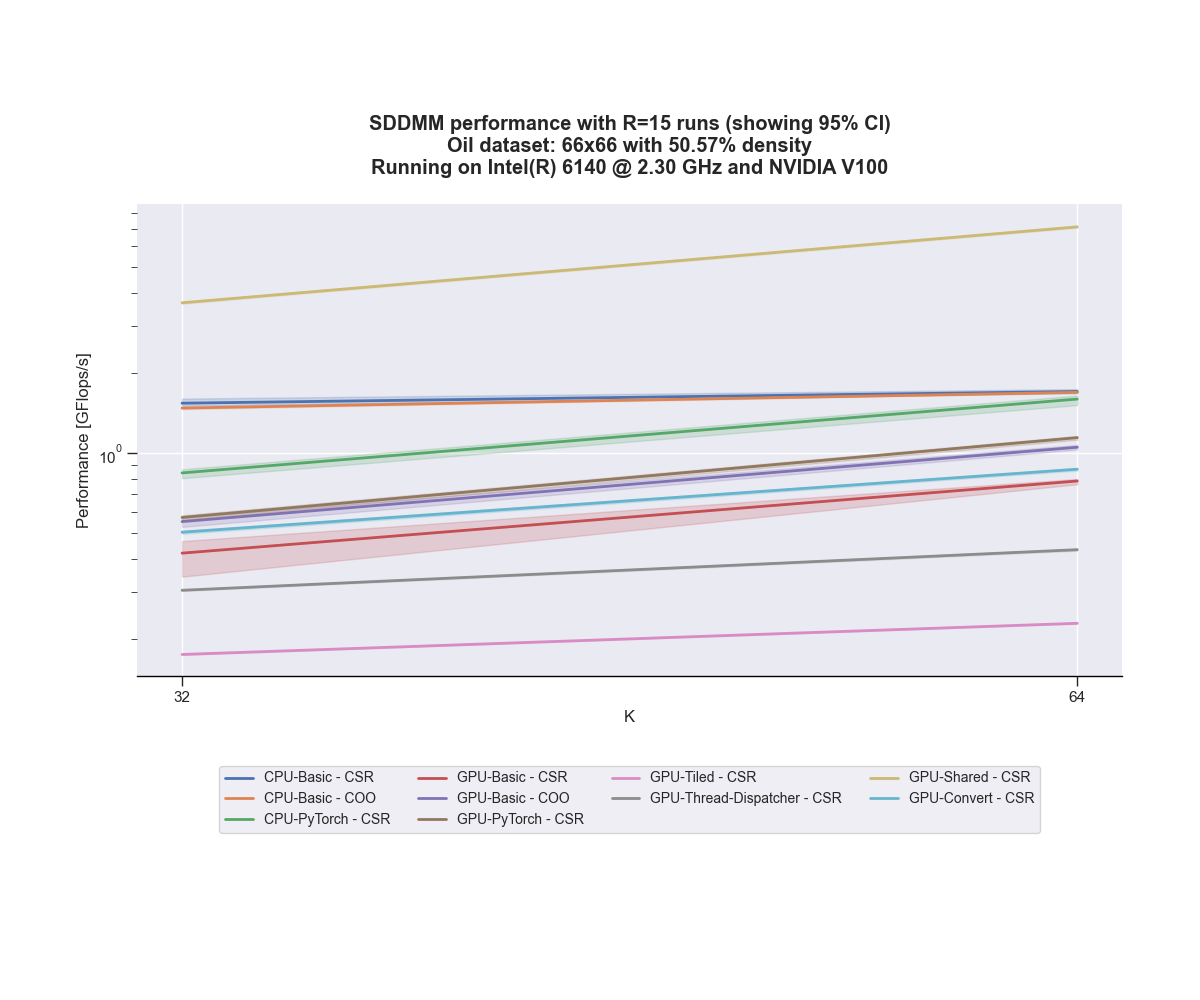 SDDMM performance with R=15 runs (showing 95% CI)
Oil dataset: 66x66 with 50.57% density
Running on Intel(R) 6140 @ 2.30 GHz and NVIDIA V100
Performance [GFlops/s]
10^0
32
64
K
CPU-Basic - CSR
CPU-Basic - COO
CPU-PyTorch - CSR
GPU-Basic - CSR
GPU-Basic - COO
GPU-PyTorch - CSR
GPU-Tiled - CSR
GPU-Thread-Dispatcher - CSR
GPU-Shared - CSR
GPU-Convert - CSR